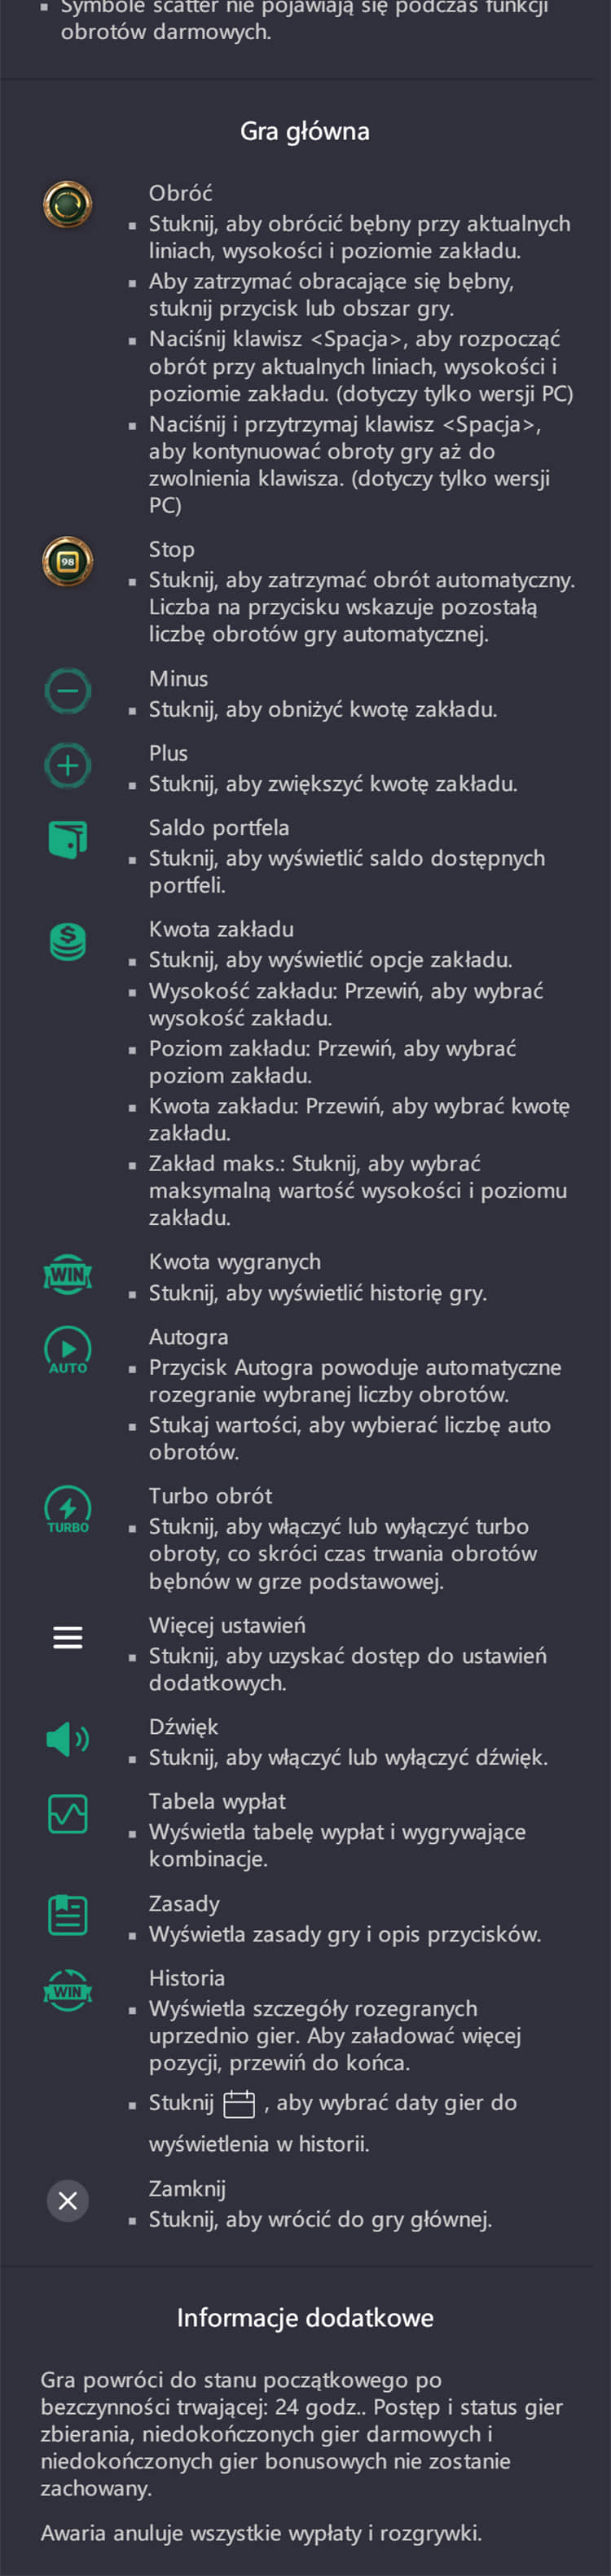 Symbole scatter nie pojawiają się podczas funkcji
obrotów darmowych.
Gra główna
Obróć
Stuknij, aby obrócić bębny przy aktualnych
liniach, wysokości i poziomie zakładu.
Aby zatrzymać obracające się bębny,
stuknij przycisk lub obszar gry.
Naciśnij klawisz <Spacja>, aby rozpocząć
obrót przy aktualnych liniach, wysokości i
poziomie zakładu. (dotyczy tylko wersji PC)
Naciśnij i przytrzymaj klawisz <Spacja>,
aby kontynuować obroty gry aż do
zwolnienia klawisza. (dotyczy tylko wersji
PC)
98
Stop
Stuknij, aby zatrzymać obrót automatyczny.
Liczba na przycisku wskazuje pozostałą
liczbę obrotów gry automatycznej.
Minus
Stuknij, aby obniżyć kwotę zakładu.
Plus
Stuknij, aby zwiększyć kwotę zakładu.
Saldo portfela
Stuknij, aby wyświetlić saldo dostępnych
portfeli.
Kwota zakładu
Stuknij, aby wyświetlić opcje zakładu.
Wysokość zakładu: Przewiń, aby wybrać
wysokość zakładu.
Poziom zakładu: Przewiń, aby wybrać
poziom zakładu.
Kwota zakładu: Przewiń, aby wybrać kwotę
zakładu.
Zakład maks.: Stuknij, aby wybrać
maksymalną wartość wysokości i poziomu
zakładu.
WIN
Kwota wygranych
Stuknij, aby wyświetlić historię gry.
AUTO
Autogra
Przycisk Autogra powoduje automatyczne
rozegranie wybranej liczby obrotów.
Stukaj wartości, aby wybierać liczbę auto
obrotów.
TURBO
Turbo obrót
Stuknij, aby włączyć lub wyłączyć turbo
obroty, co skróci czas trwania obrotów
bębnów w grze podstawowej.
Więcej ustawień
Stuknij, aby uzyskać dostęp do ustawień
dodatkowych.
Dźwięk
Stuknij, aby włączyć lub wyłączyć dźwięk.
Tabela wypłat
Wyświetla tabelę wypłat i wygrywające
kombinacje.
Zasady
Wyświetla zasady gry i opis przycisków.
WIN
Historia
Wyświetla szczegóły rozegranych
uprzednio gier. Aby załadować więcej
pozycji, przewiń do końca.
Stuknij , aby wybrać daty gier do
wyświetlenia w historii.
Zamknij
Stuknij, aby wrócić do gry głównej.
Informacje dodatkowe
Gra powróci do stanu początkowego po
bezczynności trwającej: 24 godz.. Postęp i status gier
zbierania, niedokończonych gier darmowych i
niedokończonych gier bonusowych nie zostanie
zachowany.
Awaria anuluje wszystkie wypłaty i rozgrywki.